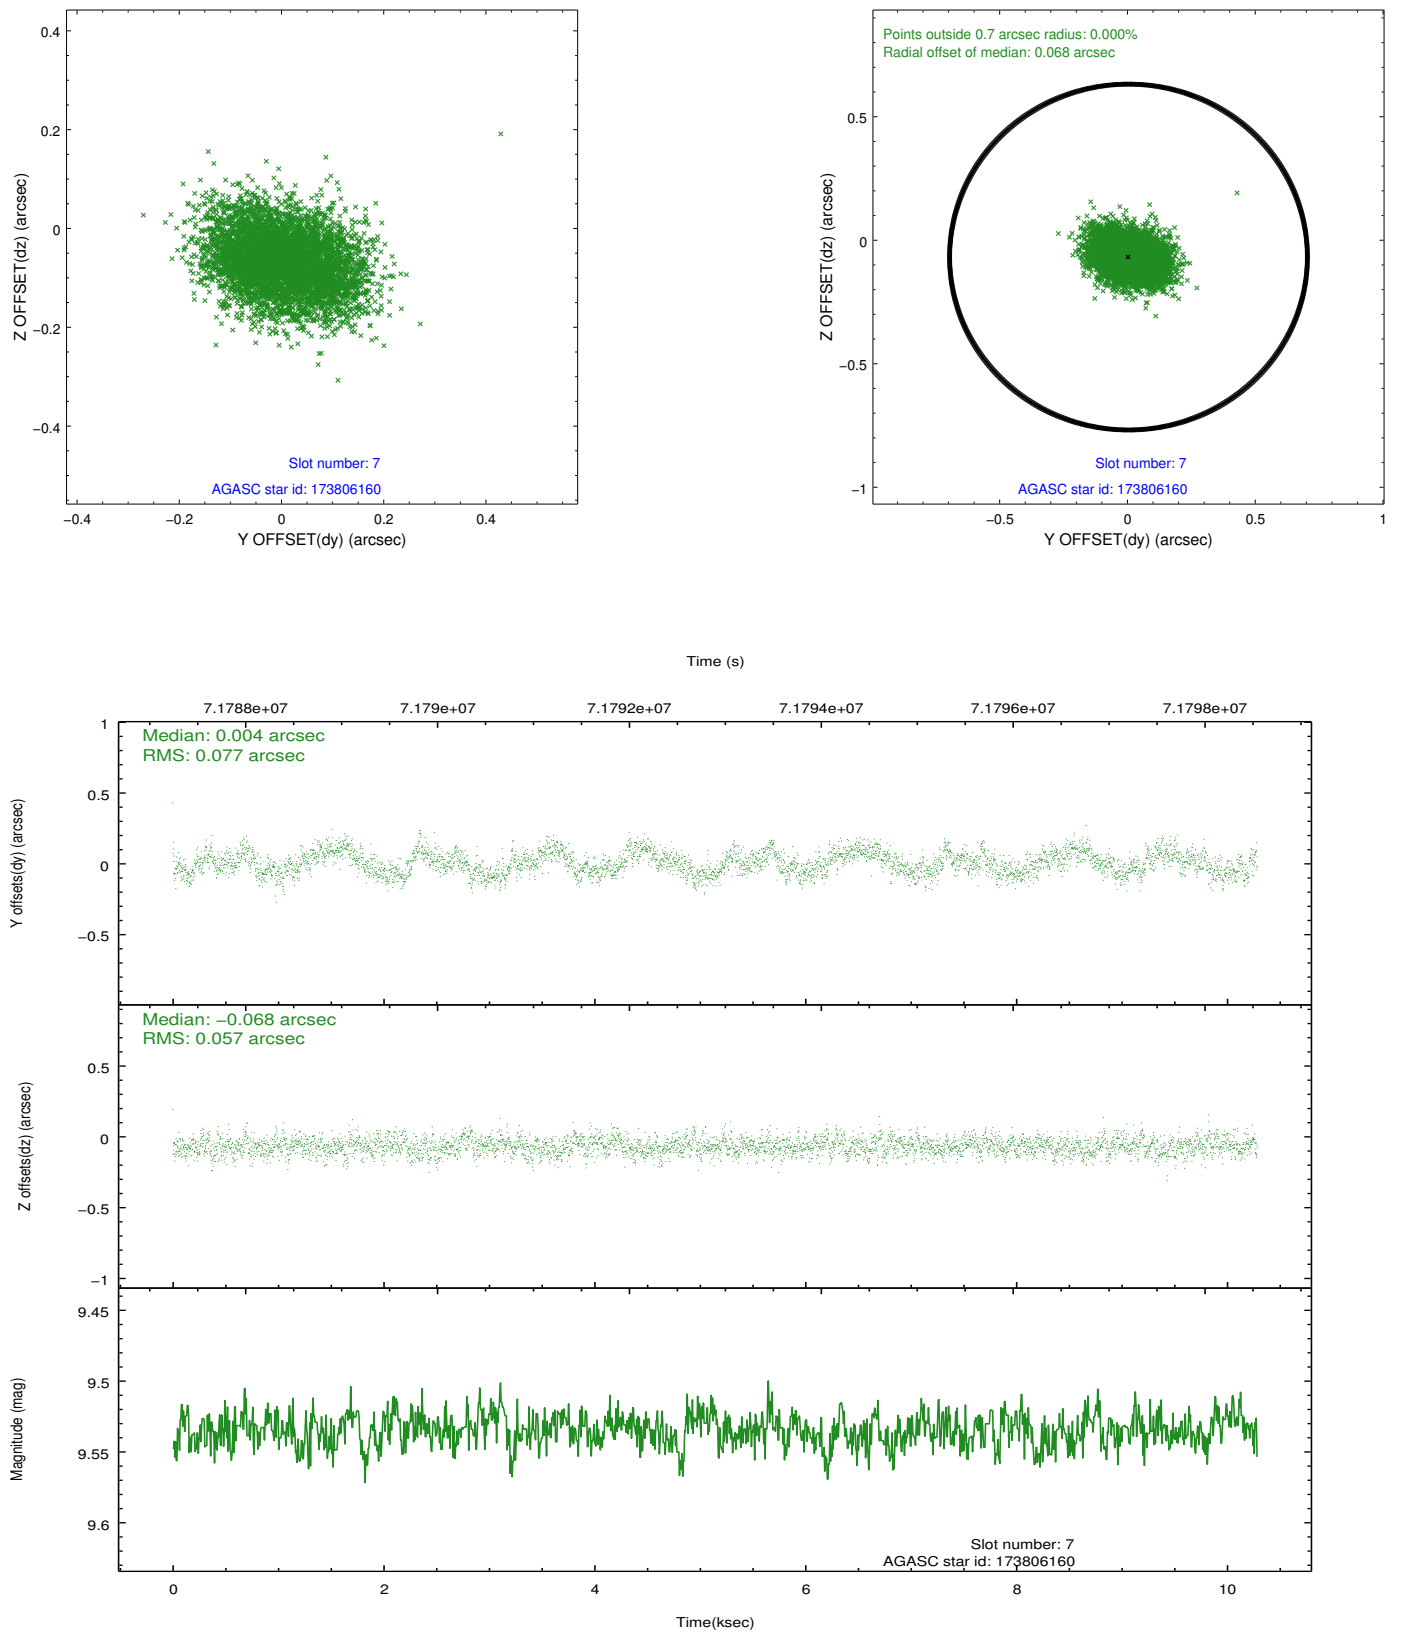 0.4
0.2
0
−0.2
−0.4
−0.4
−0.2
0
0.2
0.4
Z OFFSET(dz) (arcsec)
Y OFFSET(dy) (arcsec)
Slot number: 7
AGASC star id: 173806160
Points outside 0.7 arcsec radius: 0.000%
Radial offset of median: 0.068 arcsec
0.5
0
−0.5
−1
−0.5
0
0.5
1
Z OFFSET(dz) (arcsec)
Y OFFSET(dy) (arcsec)
Slot number: 7
AGASC star id: 173806160
Time (s)
7.1788e+07
7.179e+07
7.1792e+07
7.1794e+07
7.1796e+07
7.1798e+07
Median: 0.004 arcsec
RMS: 0.077 arcsec
1
0.5
0
−0.5
Y offsets(dy) (arcsec)
Median: −0.068 arcsec
RMS: 0.057 arcsec
0.5
0
−0.5
−1
Z offsets(dz) (arcsec)
9.45
9.5
9.55
9.6
Magnitude (mag)
Slot number: 7
AGASC star id: 173806160
0
2
4
6
8
10
Time(ksec)